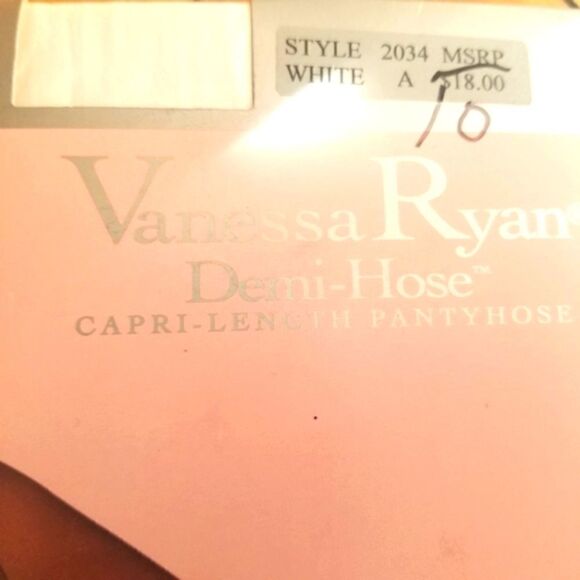 STYLE 2034 MSRP
WHITE A $18.00
10
Vanessa Ryan®
Demi-Hose™
CAPRI-LENGTH PANTYHOSE